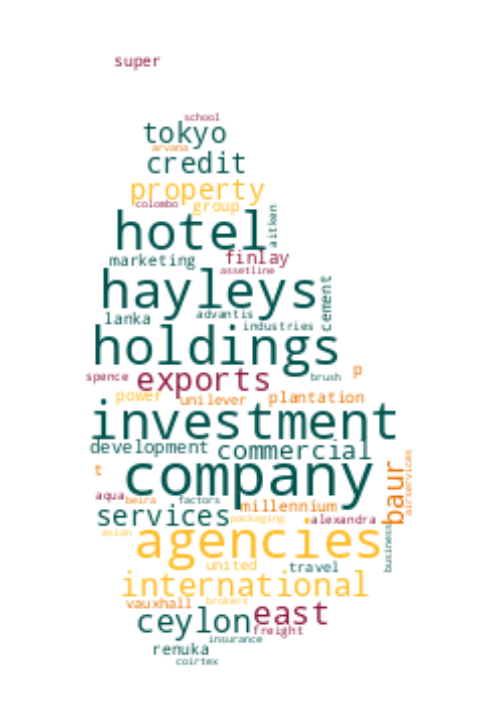 super
school
tokyo
arvana
credit
property
colombo group
hotel aitken
marketing finlay
assetline
hayleys cement
lanka advantis
industries
holdings
spence exports brush p
power unilever plantation
investment
development commercial
t company baur
aqua beira factors millennium airservices
services packaging alexandra
asian agencies business
united travel
international
vauxhall brokers
ceylon east
insurance freight
renuka
coirtex